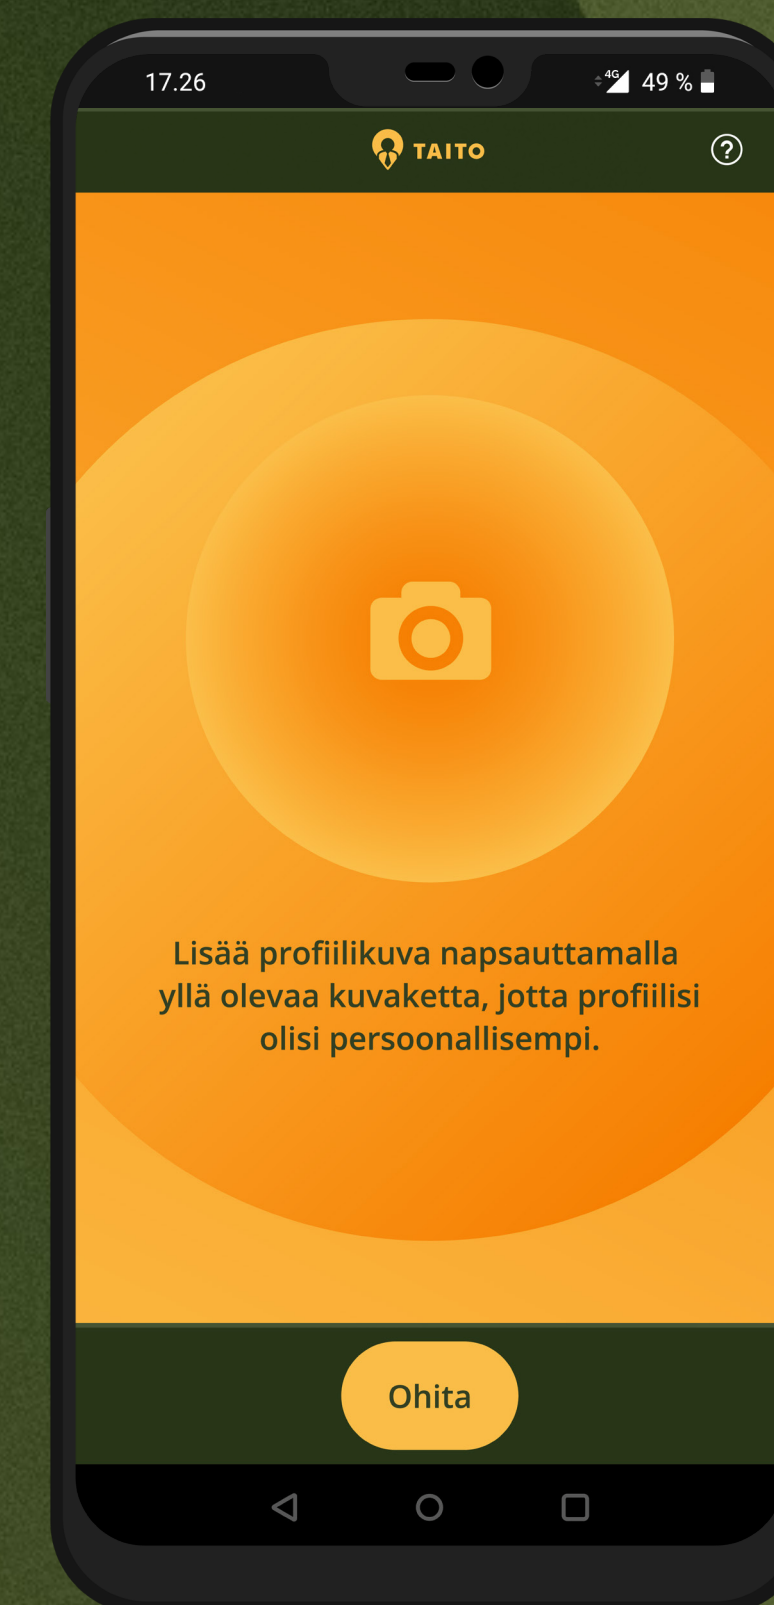 17.26
4G 49 %
TAITO
?
Lisää profiilikuva napsauttamalla
yllä olevaa kuvaketta, jotta profiilisi
olisi persoonallisempi.
Ohita